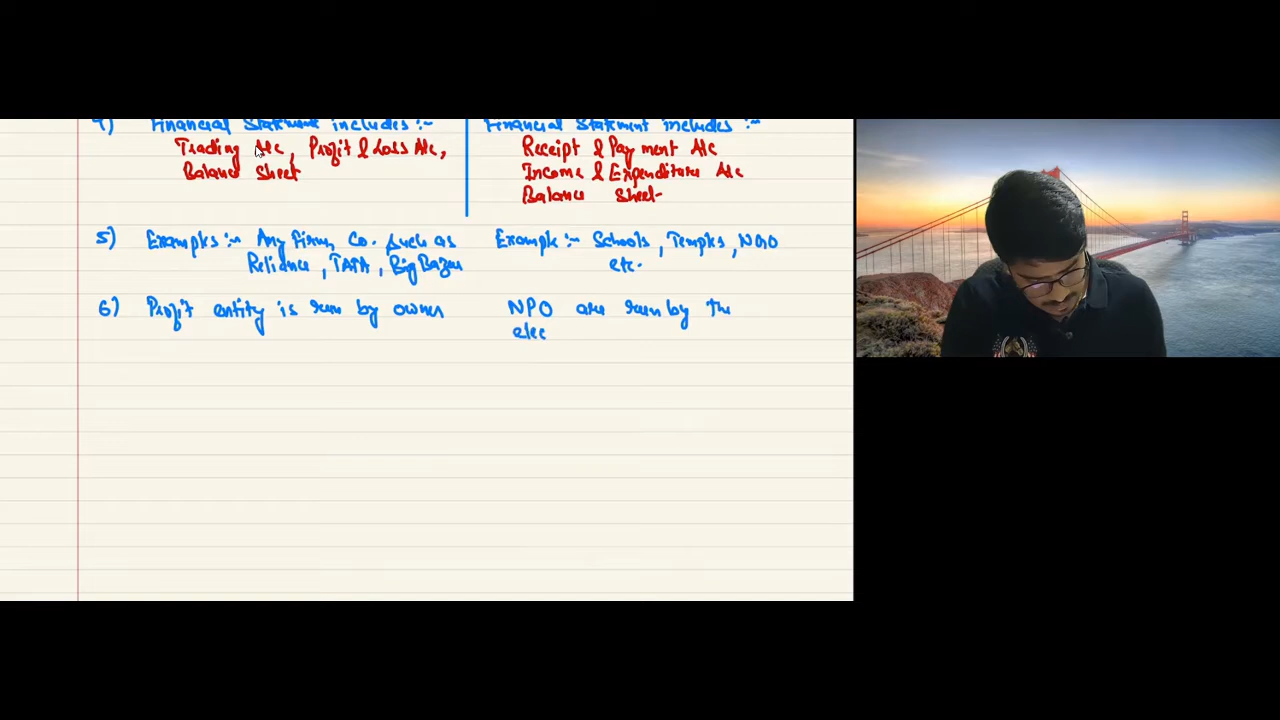 4) Financial Statement includes :-
Trading A/c, Profit & Loss A/c,
Balance Sheet
Financial Statement includes :-
Receipt & Payment A/c
Income & Expenditure A/c
Balance Sheet
5) Examples :- Any Firm, Co. such as
Reliance, TATA, Big Bazar
Example :- Schools, Temples, NGO
etc.
6) Profit entity is run by owner
NPO are run by the
elec